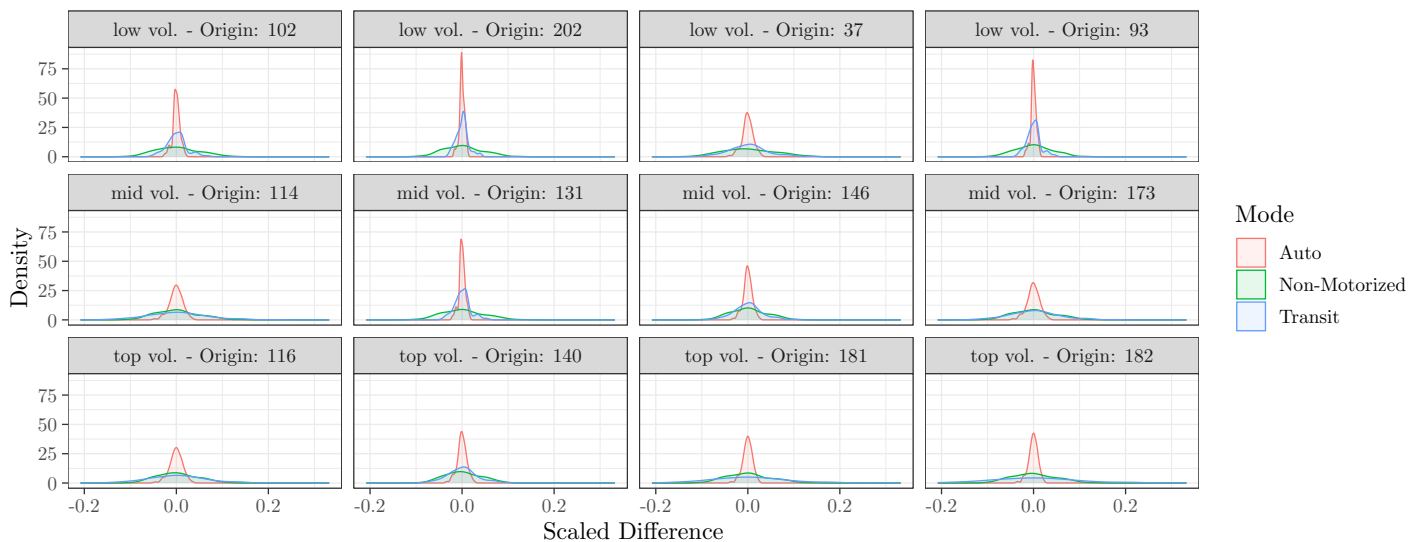 low vol. - Origin: 102
low vol. - Origin: 202
low vol. - Origin: 37
low vol. - Origin: 93
75
50
25
0
mid vol. - Origin: 114
mid vol. - Origin: 131
mid vol. - Origin: 146
mid vol. - Origin: 173
75
50
25
0
top vol. - Origin: 116
top vol. - Origin: 140
top vol. - Origin: 181
top vol. - Origin: 182
75
50
25
0
-0.2 0.0 0.2
-0.2 0.0 0.2
-0.2 0.0 0.2
-0.2 0.0 0.2
Density
Scaled Difference
Mode
Auto
Non-Motorized
Transit